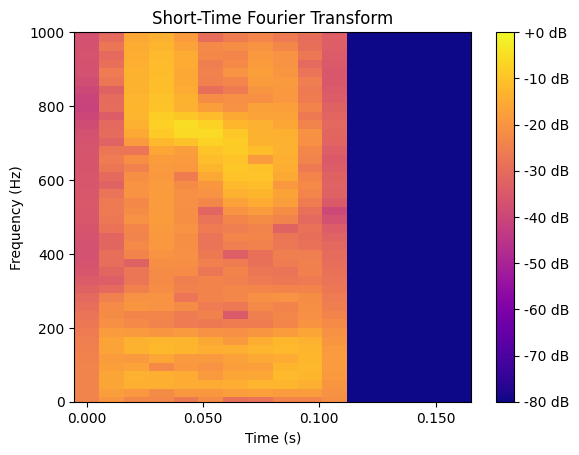 Short-Time Fourier Transform
1000
800
600
400
200
0
Frequency (Hz)
0.000
0.050
0.100
0.150
Time (s)
+0 dB
-10 dB
-20 dB
-30 dB
-40 dB
-50 dB
-60 dB
-70 dB
-80 dB